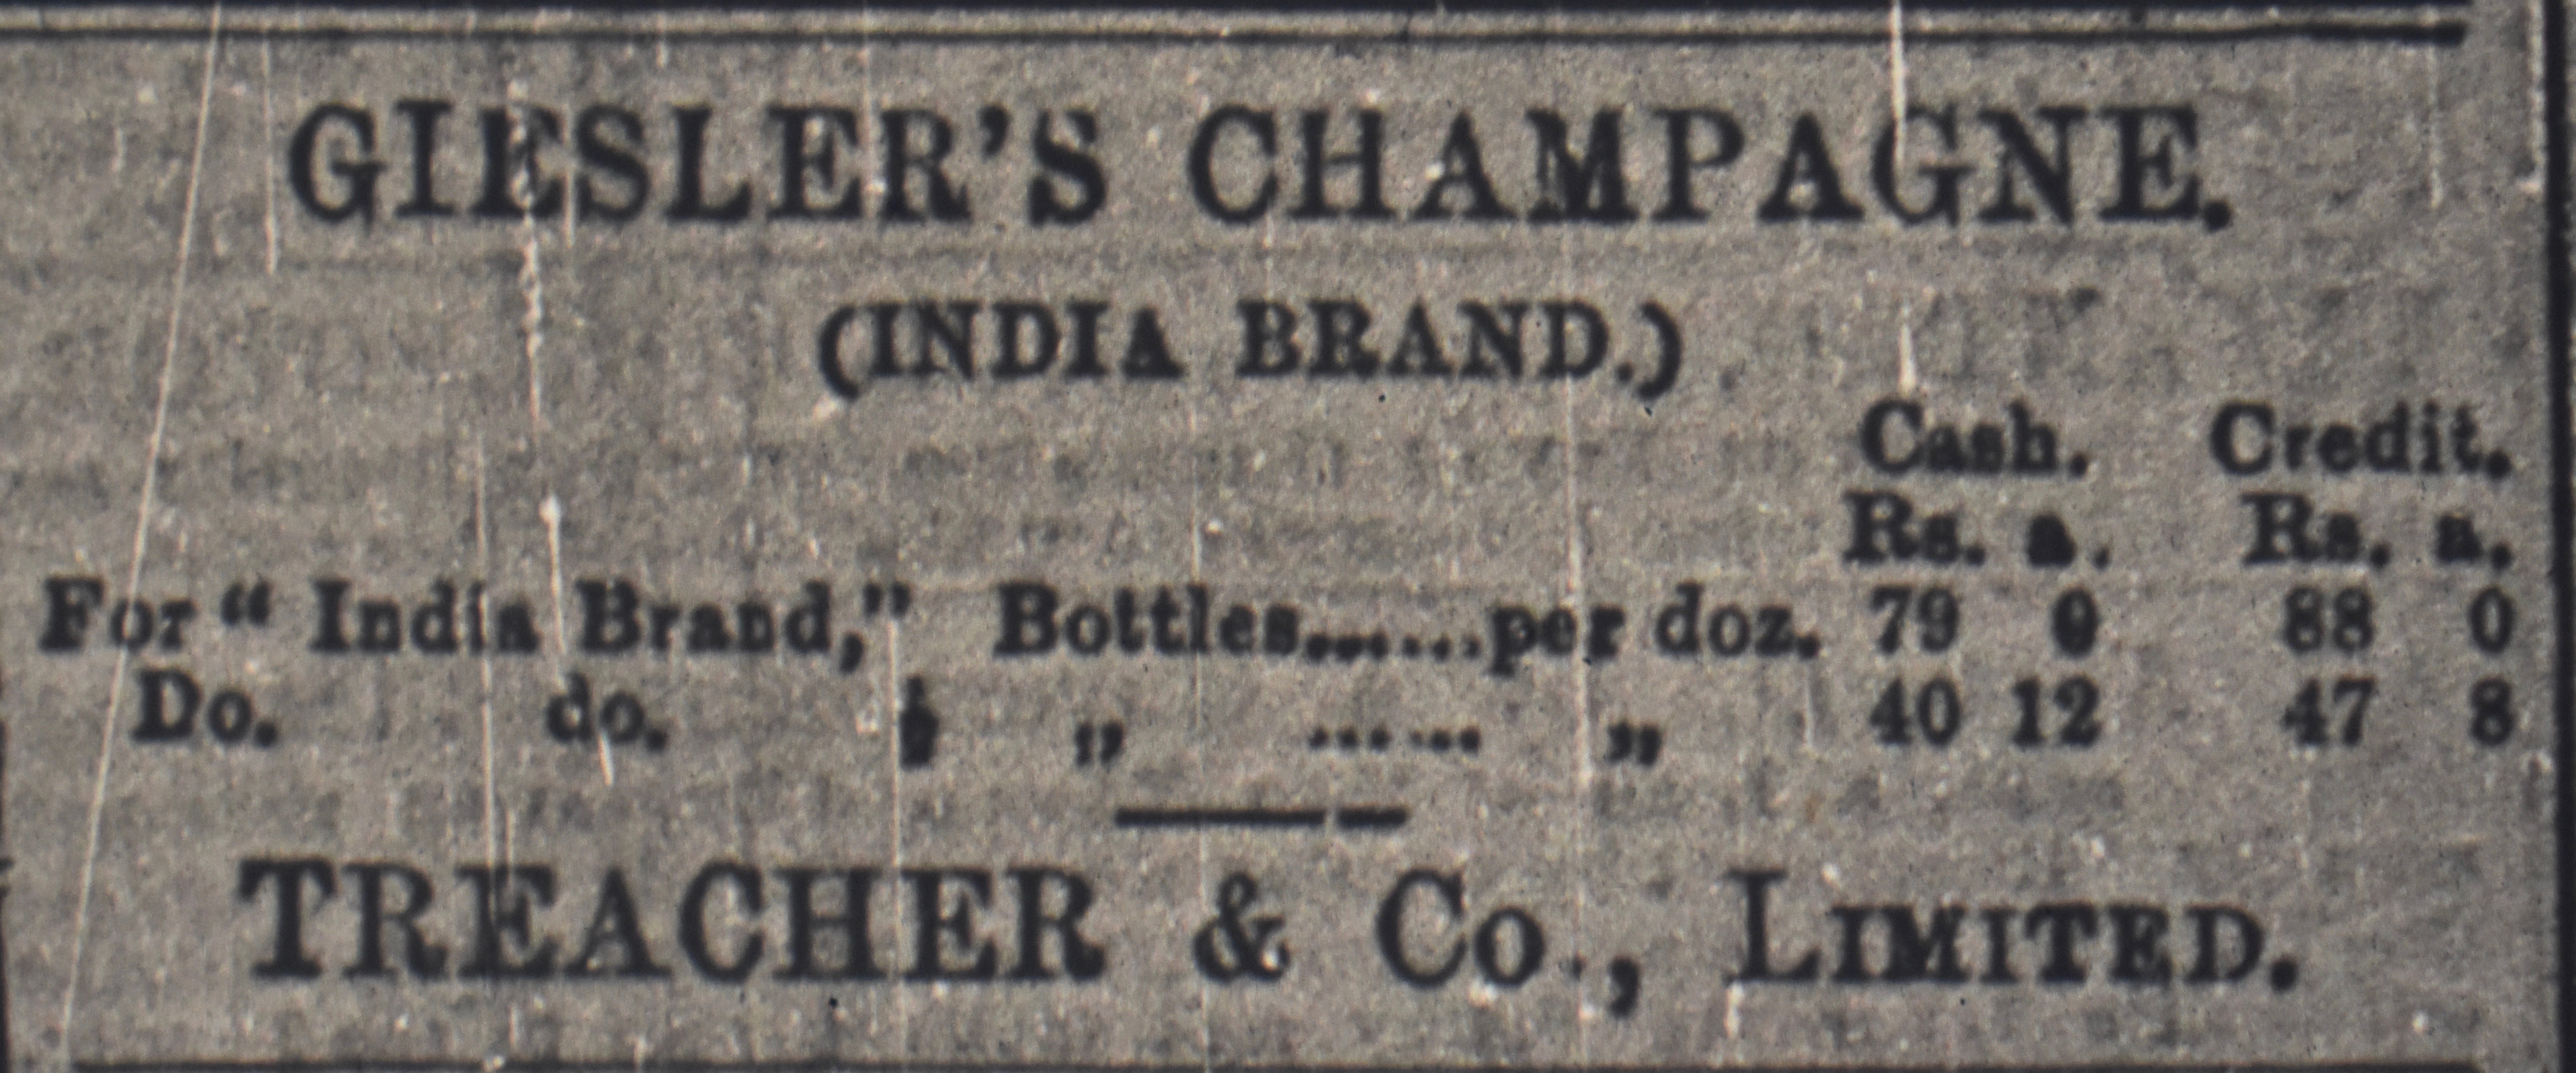 GIESLER'S CHAMPAGNE.
(INDIA BRAND.)
Cash. Credit.
Rs. a. Rs. a.
For "India Brand," Bottles......per doz. 79 0 88 0
Do. do. ½ " ...... " 40 12 47 8
TREACHER & Co., LIMITED.